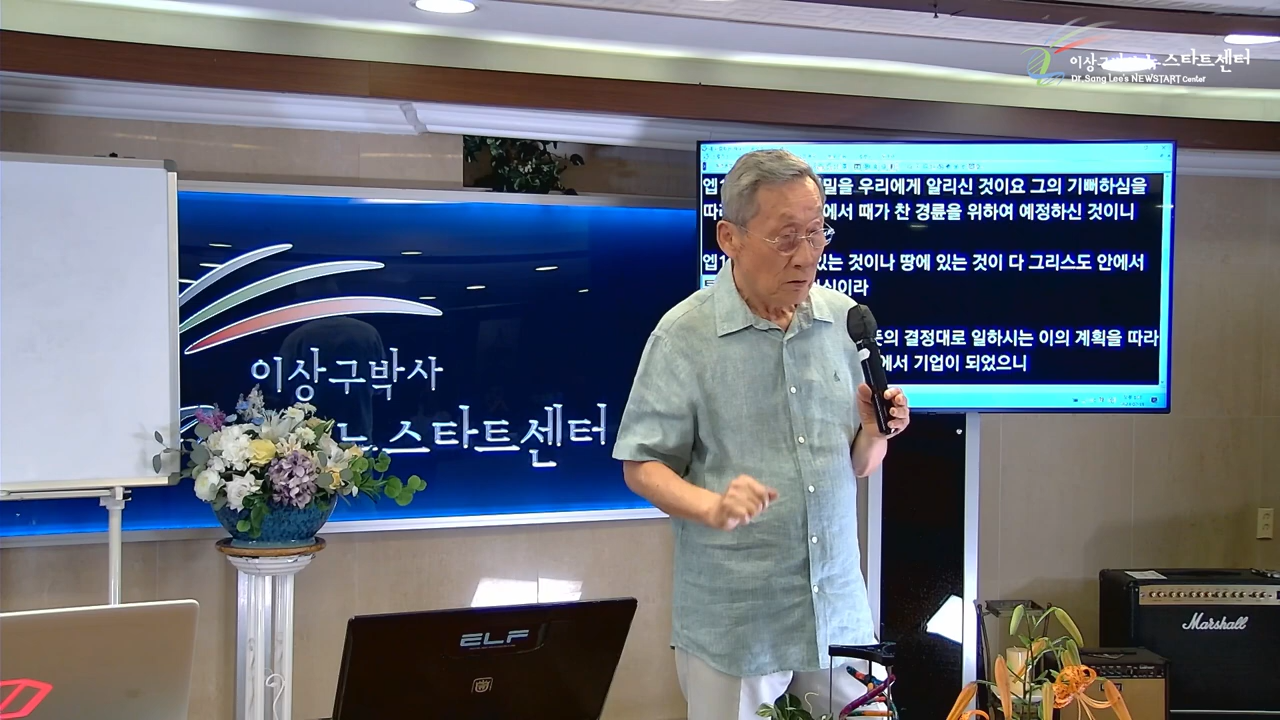 스타트센터
Dr. Sang Lee's NEWSTART Center
엡1 밀을 우리에게 알리신 것이요 그의 기뻐하심을
에서 때가 찬 경륜을 위하여 예정하신 것이니
엡1 있는 것이나 땅에 있는 것이 다 그리스도 안에서
이라
의 결정대로 일하시는 이의 계획을 따라
에서 기업이 되었으니
이상구박사
뉴스타트센터
ELF
Marshall